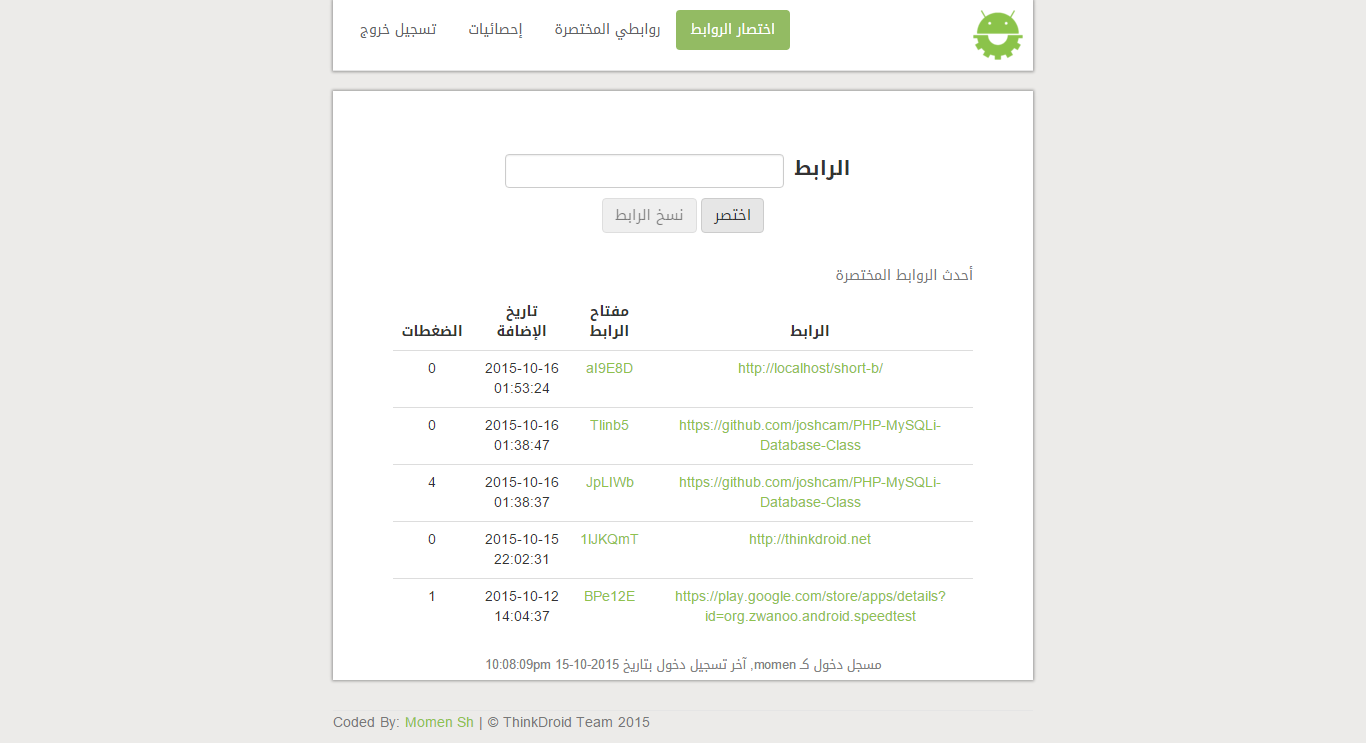 اختصار الروابط
روابطي المختصرة
إحصائيات
تسجيل خروج
الرابط
اختصر
نسخ الرابط
أحدث الروابط المختصرة
الرابط
مفتاح
الرابط
تاريخ
الإضافة
الضغطات
http://localhost/short-b/
aI9E8D
2015-10-16
01:53:24
0
https://github.com/joshcam/PHP-MySQLi-
Database-Class
TIinb5
2015-10-16
01:38:47
0
https://github.com/joshcam/PHP-MySQLi-
Database-Class
JpLIWb
2015-10-16
01:38:37
4
http://thinkdroid.net
1IJKQmT
2015-10-15
22:02:31
0
https://play.google.com/store/apps/details?
id=org.zwanoo.android.speedtest
BPe12E
2015-10-12
14:04:37
1
مسجل دخول كـ momen, آخر تسجيل دخول بتاريخ 2015-10-15 10:08:09pm
Coded By: Momen Sh | © ThinkDroid Team 2015